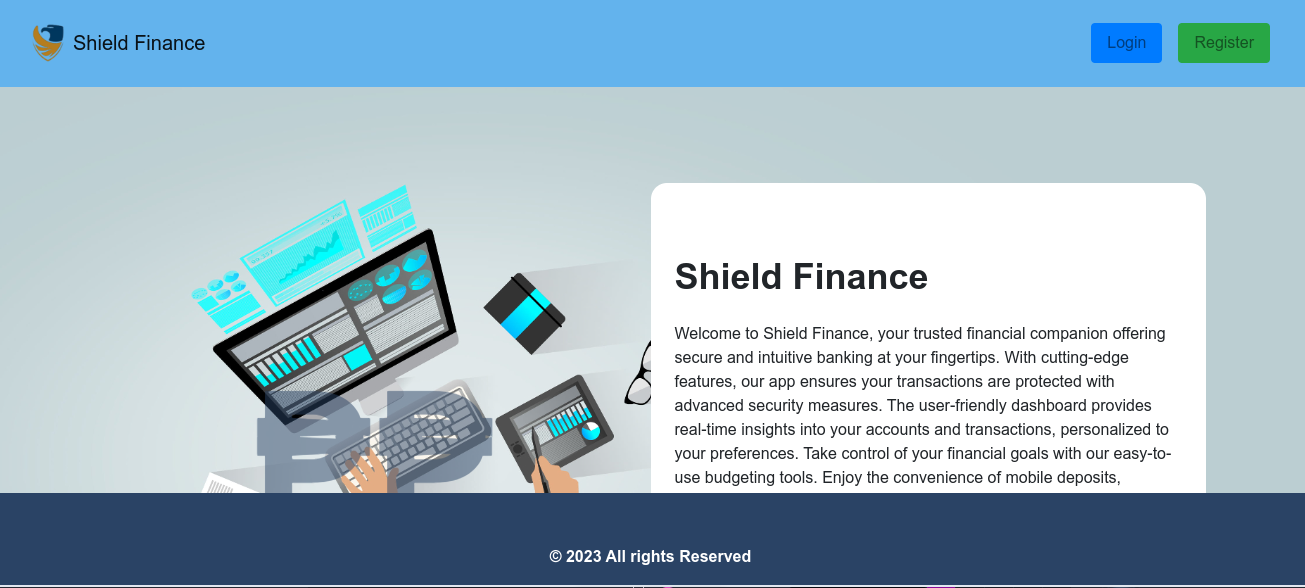 Shield Finance
Login
Register
Shield Finance
Welcome to Shield Finance, your trusted financial companion offering
secure and intuitive banking at your fingertips. With cutting-edge
features, our app ensures your transactions are protected with
advanced security measures. The user-friendly dashboard provides
real-time insights into your accounts and transactions, personalized to
your preferences. Take control of your financial goals with our easy-to-
use budgeting tools. Enjoy the convenience of mobile deposits,
© 2023 All rights Reserved